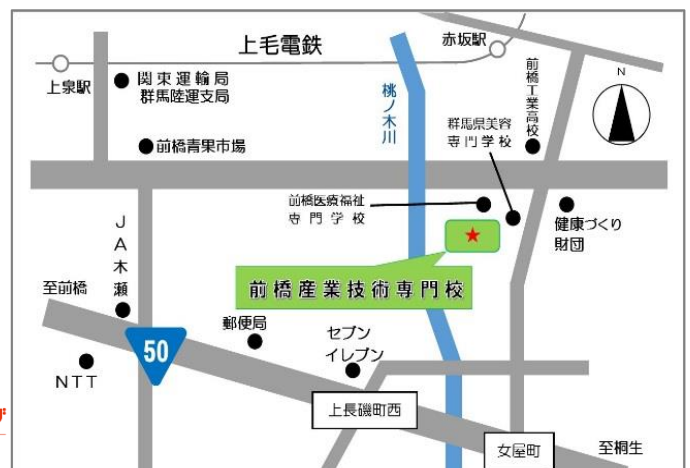 上毛電鉄
赤坂駅
上泉駅
関東運輸局
群馬陸運支局
桃ノ木川
前橋工業高校
N
群馬県美容
専門学校
前橋青果市場
前橋医療福祉
専門学校
健康づくり
財団
★
JA木瀬
前橋産業技術専門校
至前橋
50
郵便局
セブン
イレブン
NTT
上長磯町西
女屋町
至桐生